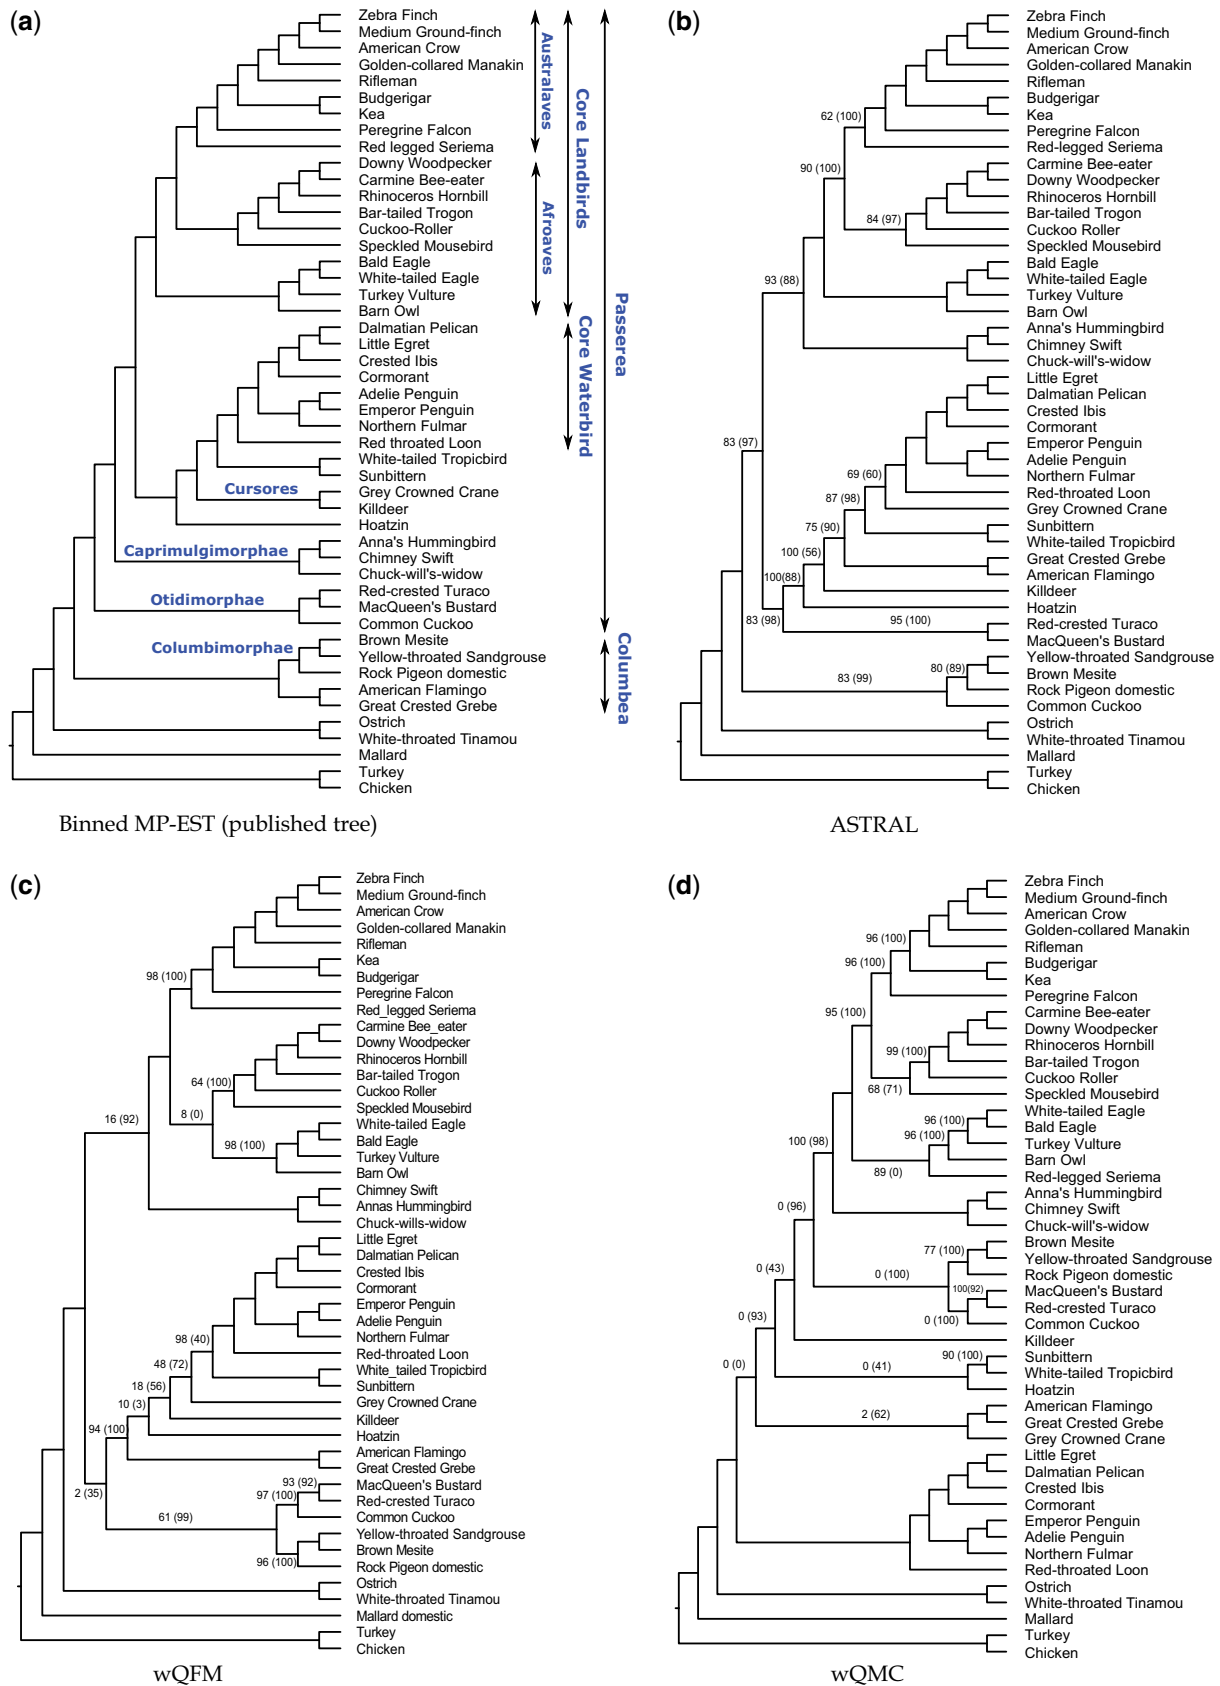 (a)
Zebra Finch
Medium Ground-finch
American Crow
Golden-collared Manakin
Rifleman
Budgerigar
Kea
Peregrine Falcon
Red legged Seriema
Downy Woodpecker
Carmine Bee-eater
Rhinoceros Hornbill
Bar-tailed Trogon
Cuckoo-Roller
Speckled Mousebird
Bald Eagle
White-tailed Eagle
Turkey Vulture
Barn Owl
Dalmatian Pelican
Little Egret
Crested Ibis
Cormorant
Adelie Penguin
Emperor Penguin
Northern Fulmar
Red throated Loon
White-tailed Tropicbird
Sunbittern
Grey Crowned Crane
Killdeer
Hoatzin
Anna's Hummingbird
Chimney Swift
Chuck-will's-widow
Red-crested Turaco
MacQueen's Bustard
Common Cuckoo
Brown Mesite
Yellow-throated Sandgrouse
Rock Pigeon domestic
American Flamingo
Great Crested Grebe
Ostrich
White-throated Tinamou
Mallard
Turkey
Chicken
Cursores
Caprimulgimorphae
Otidimorphae
Columbimorphae
Australaves
Afroaves
Core Landbirds
Core Waterbird
Passerea
Columbea
Binned MP-EST (published tree)
(b)
Zebra Finch
Medium Ground-finch
American Crow
Golden-collared Manakin
Rifleman
Budgerigar
Kea
Peregrine Falcon
Red-legged Seriema
Carmine Bee-eater
Downy Woodpecker
Rhinoceros Hornbill
Bar-tailed Trogon
Cuckoo Roller
Speckled Mousebird
Bald Eagle
White-tailed Eagle
Turkey Vulture
Barn Owl
Anna's Hummingbird
Chimney Swift
Chuck-will's-widow
Little Egret
Dalmatian Pelican
Crested Ibis
Cormorant
Emperor Penguin
Adelie Penguin
Northern Fulmar
Red-throated Loon
Grey Crowned Crane
Sunbittern
White-tailed Tropicbird
Great Crested Grebe
American Flamingo
Killdeer
Hoatzin
Red-crested Turaco
MacQueen's Bustard
Yellow-throated Sandgrouse
Brown Mesite
Rock Pigeon domestic
Common Cuckoo
Ostrich
White-throated Tinamou
Mallard
Turkey
Chicken
62 (100)
90 (100)
84 (97)
93 (88)
83 (97)
69 (60)
87 (98)
75 (90)
100 (56)
100(88)
83 (98)
95 (100)
80 (89)
83 (99)
ASTRAL
(c)
Zebra Finch
Medium Ground-finch
American Crow
Golden-collared Manakin
Rifleman
Kea
Budgerigar
Peregrine Falcon
Red_legged Seriema
Carmine Bee_eater
Downy Woodpecker
Rhinoceros Hornbill
Bar-tailed Trogon
Cuckoo Roller
Speckled Mousebird
White-tailed Eagle
Bald Eagle
Turkey Vulture
Barn Owl
Chimney Swift
Annas Hummingbird
Chuck-wills-widow
Little Egret
Dalmatian Pelican
Crested Ibis
Cormorant
Emperor Penguin
Adelie Penguin
Northern Fulmar
Red-throated Loon
White_tailed Tropicbird
Sunbittern
Grey Crowned Crane
Killdeer
Hoatzin
American Flamingo
Great Crested Grebe
MacQueen's Bustard
Red-crested Turaco
Common Cuckoo
Yellow-throated Sandgrouse
Brown Mesite
Rock Pigeon domestic
Ostrich
White-throated Tinamou
Mallard domestic
Turkey
Chicken
98 (100)
64 (100)
8 (0)
16 (92)
98 (100)
98 (40)
48 (72)
18 (56)
10 (3)
94 (100)
2 (35)
93 (92)
97 (100)
61 (99)
96 (100)
wQFM
(d)
Zebra Finch
Medium Ground-finch
American Crow
Golden-collared Manakin
Rifleman
Budgerigar
Kea
Peregrine Falcon
Carmine Bee-eater
Downy Woodpecker
Rhinoceros Hornbill
Bar-tailed Trogon
Cuckoo Roller
Speckled Mousebird
White-tailed Eagle
Bald Eagle
Turkey Vulture
Barn Owl
Red-legged Seriema
Anna's Hummingbird
Chimney Swift
Chuck-will's-widow
Brown Mesite
Yellow-throated Sandgrouse
Rock Pigeon domestic
MacQueen's Bustard
Red-crested Turaco
Common Cuckoo
Killdeer
Sunbittern
White-tailed Tropicbird
Hoatzin
American Flamingo
Great Crested Grebe
Grey Crowned Crane
Little Egret
Dalmatian Pelican
Crested Ibis
Cormorant
Emperor Penguin
Adelie Penguin
Northern Fulmar
Red-throated Loon
Ostrich
White-throated Tinamou
Mallard
Turkey
Chicken
96 (100)
96 (100)
95 (100)
99 (100)
68 (71)
96 (100)
96 (100)
89 (0)
100 (98)
0 (96)
77 (100)
0 (43)
0 (100)
100(92)
0 (100)
0 (93)
90 (100)
0 (0)
0 (41)
2 (62)
wQMC